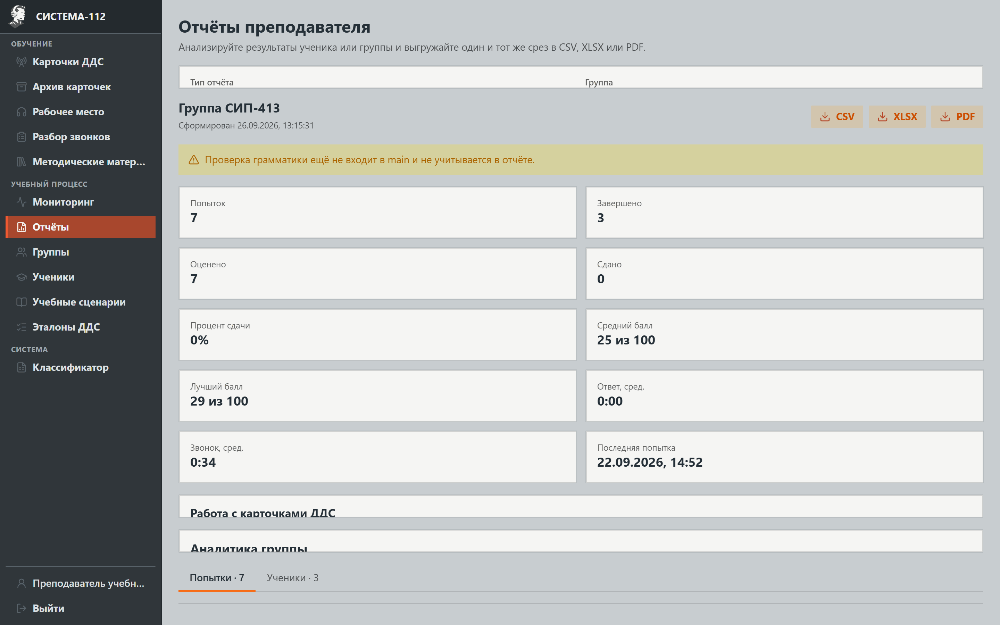 СИСТЕМА-112
ОБУЧЕНИЕ
Карточки ДДС
Архив карточек
Рабочее место
Разбор звонков
Методические матер...
УЧЕБНЫЙ ПРОЦЕСС
Мониторинг
Отчёты
Группы
Ученики
Учебные сценарии
Эталоны ДДС
СИСТЕМА
Классификатор
Преподаватель учебн...
Выйти
Отчёты преподавателя
Анализируйте результаты ученика или группы и выгружайте один и тот же срез в CSV, XLSX или PDF.
Тип отчёта
Группа
Группа СИП-413
Сформирован 26.09.2026, 13:15:31
CSV
XLSX
PDF
Проверка грамматики ещё не входит в main и не учитывается в отчёте.
Попыток
7
Завершено
3
Оценено
7
Сдано
0
Процент сдачи
0%
Средний балл
25 из 100
Лучший балл
29 из 100
Ответ, сред.
0:00
Звонок, сред.
0:34
Последняя попытка
22.09.2026, 14:52
Работа с карточками ДДС
Аналитика группы
Попытки · 7
Ученики · 3